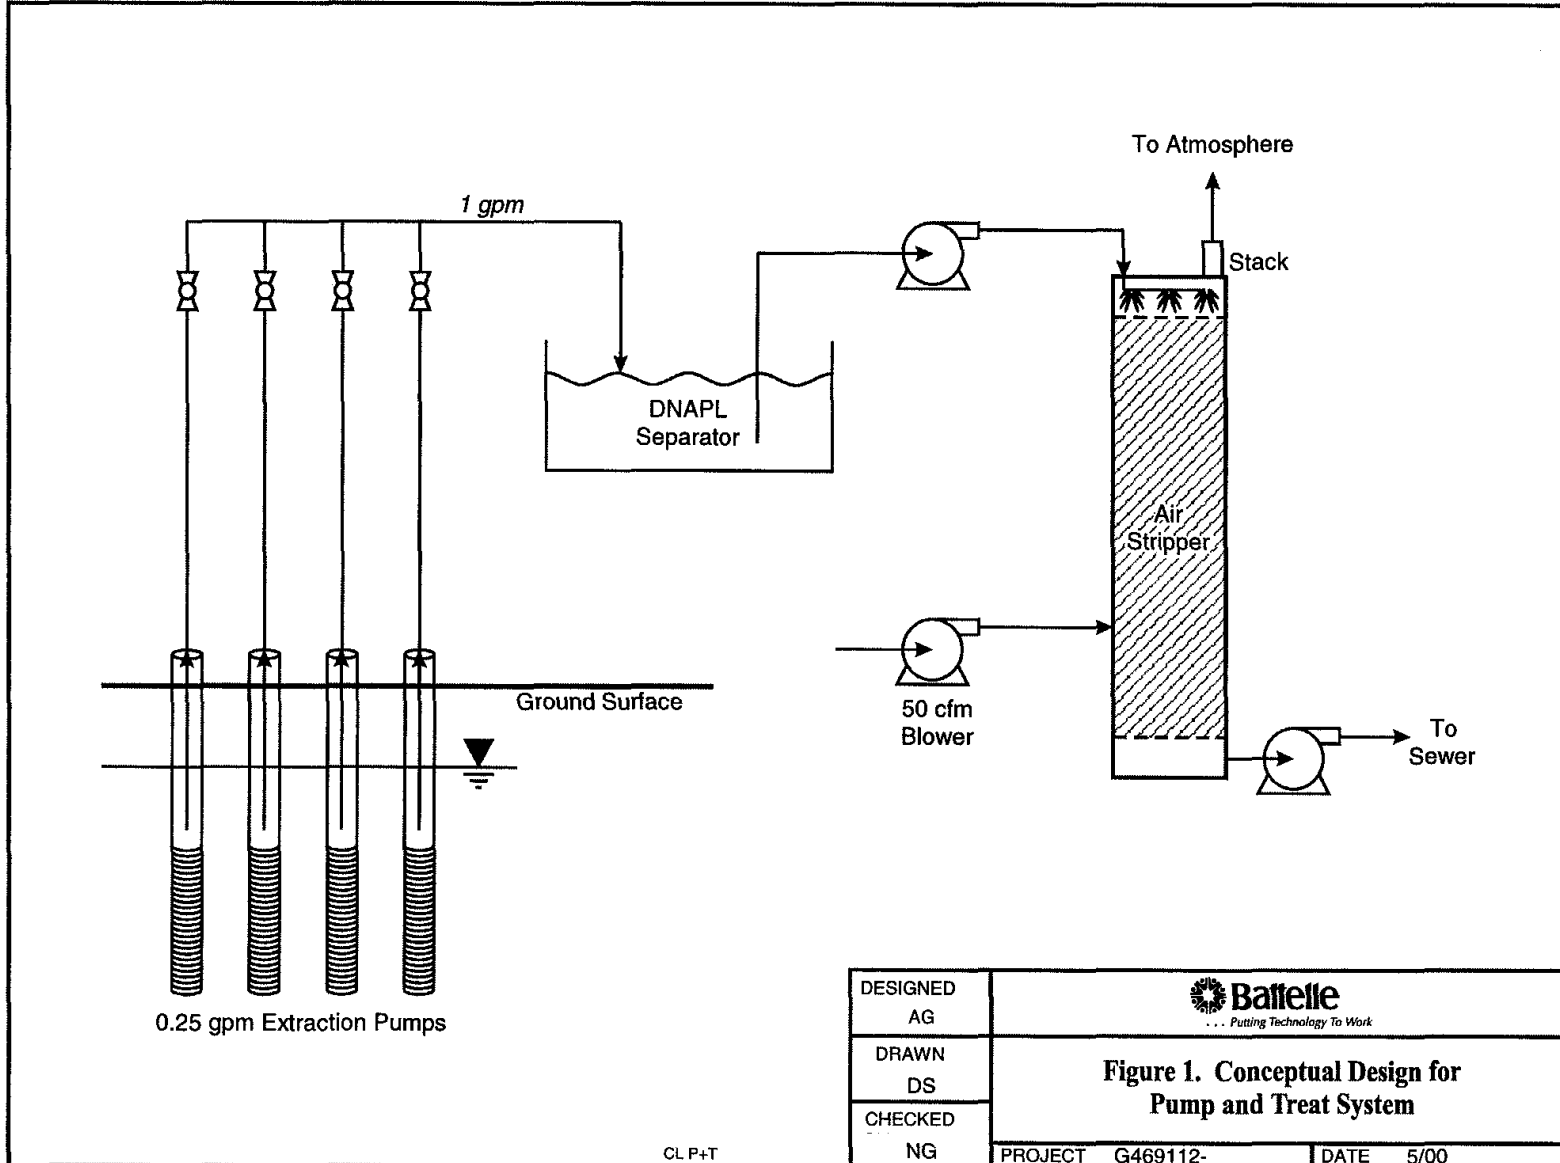 To Atmosphere
1 gpm
Stack
DNAPL
Separator
Air
Stripper
Ground Surface
50 cfm
Blower
To
Sewer
0.25 gpm Extraction Pumps
DESIGNED
AG
Battelle
. . . Putting Technology To Work
DRAWN
DS
Figure 1. Conceptual Design for
Pump and Treat System
CHECKED
NG
CL P+T
PROJECT G469112-
DATE 5/00